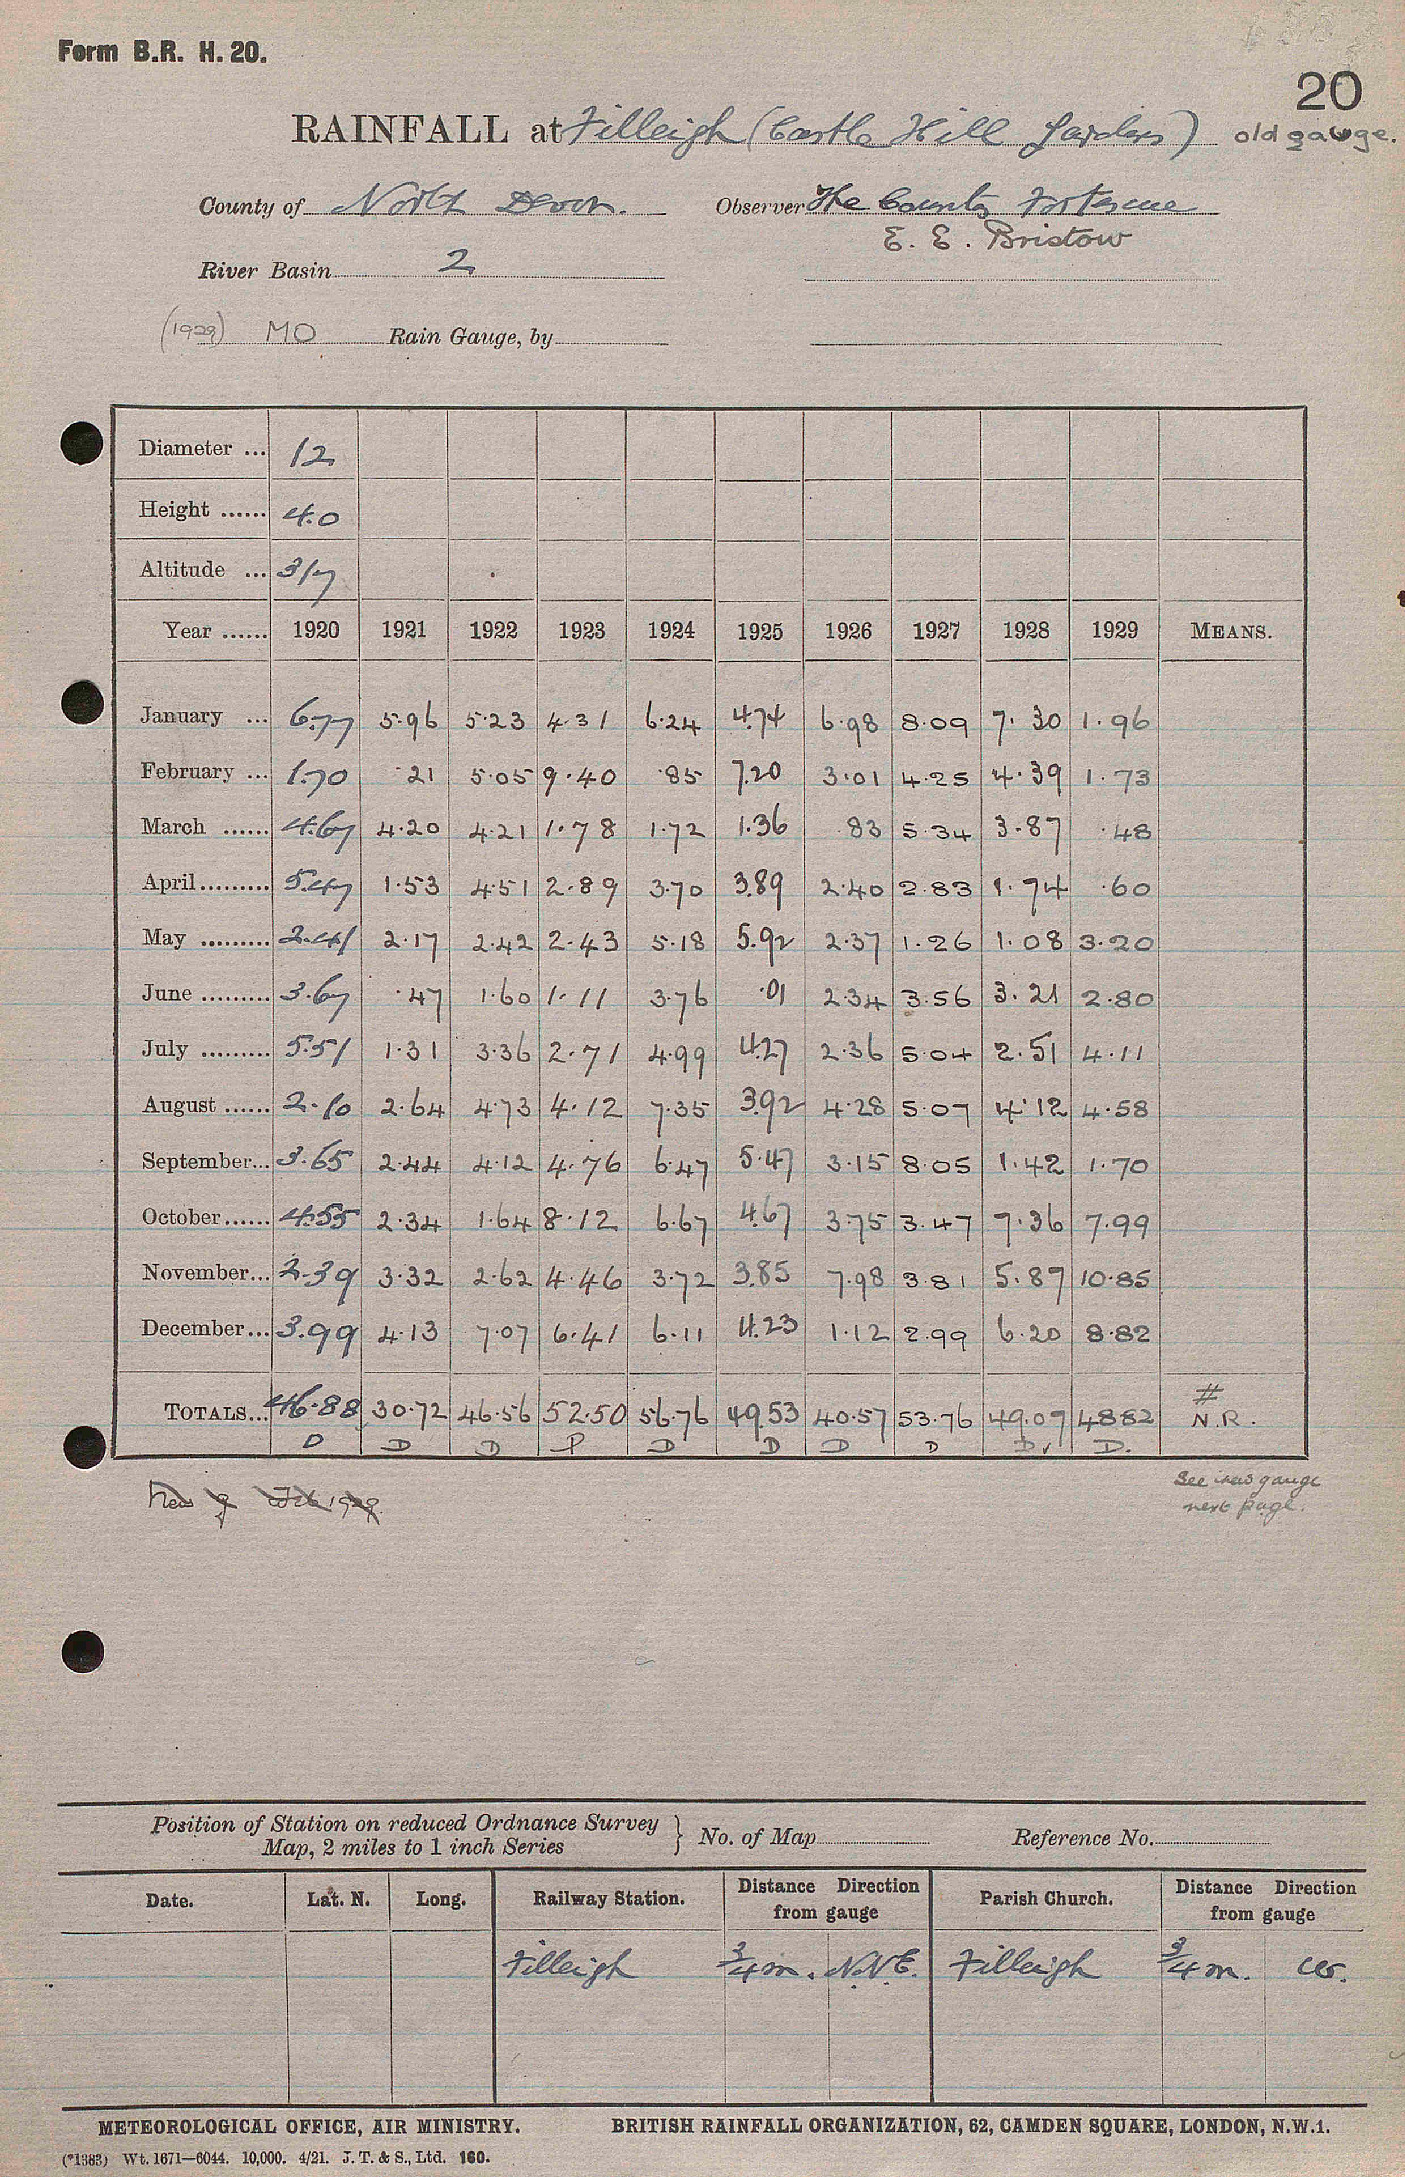 Form B.R. H. 20.
20
RAINFALL at Filleigh (Castle Hill Gardens) old gauge.
County of North Devon. Observer The County Fortescue
E. E. Bristow
River Basin 2
(1929) MO Rain Gauge, by
Diameter ... 12
Height ...... 4.0
Altitude ... 317
Year ...... 1920 1921 1922 1923 1924 1925 1926 1927 1928 1929 MEANS.
January ... 6.77 5.96 5.23 4.31 6.24 4.74 6.98 8.09 7.30 1.96
February ... 1.70 .21 5.05 9.40 .85 7.20 3.01 4.25 4.39 1.73
March ...... 4.67 4.20 4.21 1.78 1.72 1.36 83 5.34 3.87 .48
April......... 5.47 1.53 4.51 2.89 3.70 3.89 2.40 2.83 1.74 .60
May ......... 2.41 2.17 2.42 2.43 5.18 5.92 2.37 1.26 1.08 3.20
June ......... 3.67 .47 1.60 1.11 3.76 .01 2.34 3.56 3.21 2.80
July ......... 5.51 1.31 3.36 2.71 4.99 4.27 2.36 5.04 2.51 4.11
August ...... 2.10 2.64 4.73 4.12 7.35 3.92 4.28 5.07 4.12 4.58
September... 3.65 2.44 4.12 4.76 6.47 5.47 3.15 8.05 1.42 1.70
October...... 4.55 2.34 1.64 8.12 6.67 4.67 3.75 3.47 7.36 7.99
November... 2.39 3.32 2.62 4.46 3.72 3.85 7.98 3.81 5.87 10.85
December... 3.99 4.13 7.07 6.41 6.11 4.23 1.12 2.99 6.20 8.82
TOTALS... 46.88 30.72 46.56 52.50 56.76 49.53 40.57 53.76 49.07 48.82 # N.R.
D D D P D D D D D, D.
New g Feb 1929.
See new gauge
next page.
Position of Station on reduced Ordnance Survey
Map, 2 miles to 1 inch Series } No. of Map Reference No.
Date. Lat. N. Long. Railway Station. Distance Direction from gauge Parish Church. Distance Direction from gauge
Filleigh 3/4 m. N.N.E. Filleigh 3/4 m.
METEOROLOGICAL OFFICE, AIR MINISTRY. BRITISH RAINFALL ORGANIZATION, 62, CAMDEN SQUARE, LONDON, N.W.1.
(*1383) Wt. 1671—6044. 10,000. 4/21. J. T. & S., Ltd. 160.